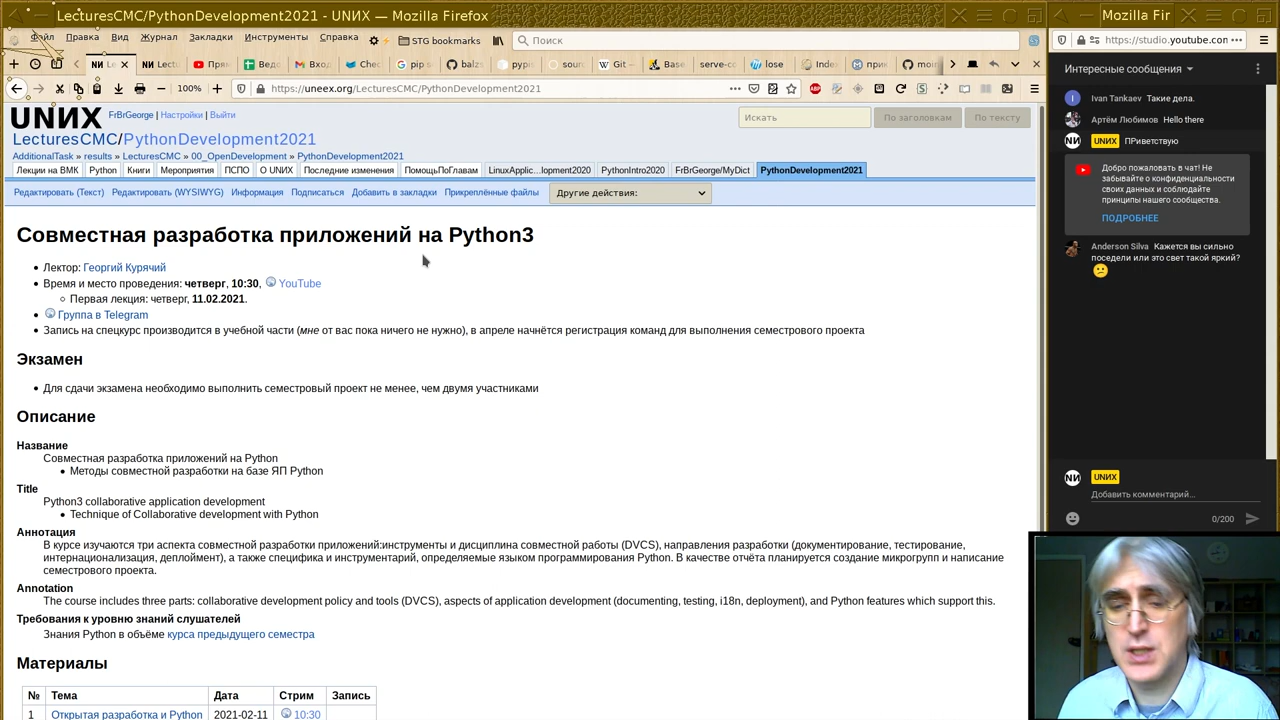 LecturesCMC/PythonDevelopment2021 - UNИX — Mozilla Firefox
Mozilla Fir
Файл Правка Вид Журнал Закладки Инструменты Справка
STG bookmarks
Поиск
https://studio.youtube.con
100%
https://uneex.org/LecturesCMC/PythonDevelopment2021
UNИX
FrBrGeorge | Настройки | Выйти
LecturesCMC/PythonDevelopment2021
Искать
По заголовкам
По тексту
AdditionalTask » results » LecturesCMC » 00_OpenDevelopment » PythonDevelopment2021
Лекции на ВМК Python Книги Мероприятия ПСПО О UNИX Последние изменения ПомощьПоГлавам LinuxApplic...lopment2020 PythonIntro2020 FrBrGeorge/MyDict PythonDevelopment2021
Редактировать (Текст) Редактировать (WYSIWYG) Информация Подписаться Добавить в закладки Прикреплённые файлы Другие действия:
Совместная разработка приложений на Python3
Лектор: Георгий Курячий
Время и место проведения: четверг, 10:30, YouTube
Первая лекция: четверг, 11.02.2021.
Группа в Telegram
Запись на спецкурс производится в учебной части (мне от вас пока ничего не нужно), в апреле начнётся регистрация команд для выполнения семестрового проекта
Экзамен
Для сдачи экзамена необходимо выполнить семестровый проект не менее, чем двумя участниками
Описание
Название
Совместная разработка приложений на Python
Методы совместной разработки на базе ЯП Python
Title
Python3 collaborative application development
Technique of Collaborative development with Python
Аннотация
В курсе изучаются три аспекта совместной разработки приложений:инструменты и дисциплина совместной работы (DVCS), направления разработки (документирование, тестирование,
интернационализация, деплоймент), а также специфика и инструментарий, определяемые языком программирования Python. В качестве отчёта планируется создание микрогрупп и написание
семестрового проекта.
Annotation
The course includes three parts: collaborative development policy and tools (DVCS), aspects of application development (documenting, testing, i18n, deployment), and Python features which support this.
Требования к уровню знаний слушателей
Знания Python в объёме курса предыдущего семестра
Материалы
№ Тема Дата Стрим Запись
1 Открытая разработка и Python 2021-02-11 10:30
Интересные сообщения
Ivan Tankaev Такие дела.
Артём Любимов Hello there
UNИX ПРиветствую
Добро пожаловать в чат! Не
забывайте о конфиденциальности
своих данных и соблюдайте
принципы нашего сообщества.
ПОДРОБНЕЕ
Anderson Silva Кажется вы сильно
поседели или это свет такой яркий?
UNИX
Добавить комментарий...
0/200